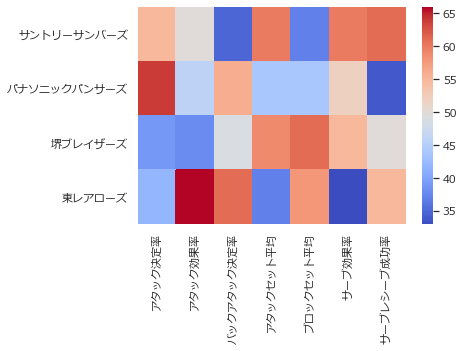 サントリーサンバーズ
パナソニックパンサーズ
堺ブレイザーズ
東レアローズ
アタック決定率
アタック効果率
バックアタック決定率
アタックセット平均
ブロックセット平均
サーブ効果率
サーブレシーブ成功率
65
60
55
50
45
40
35